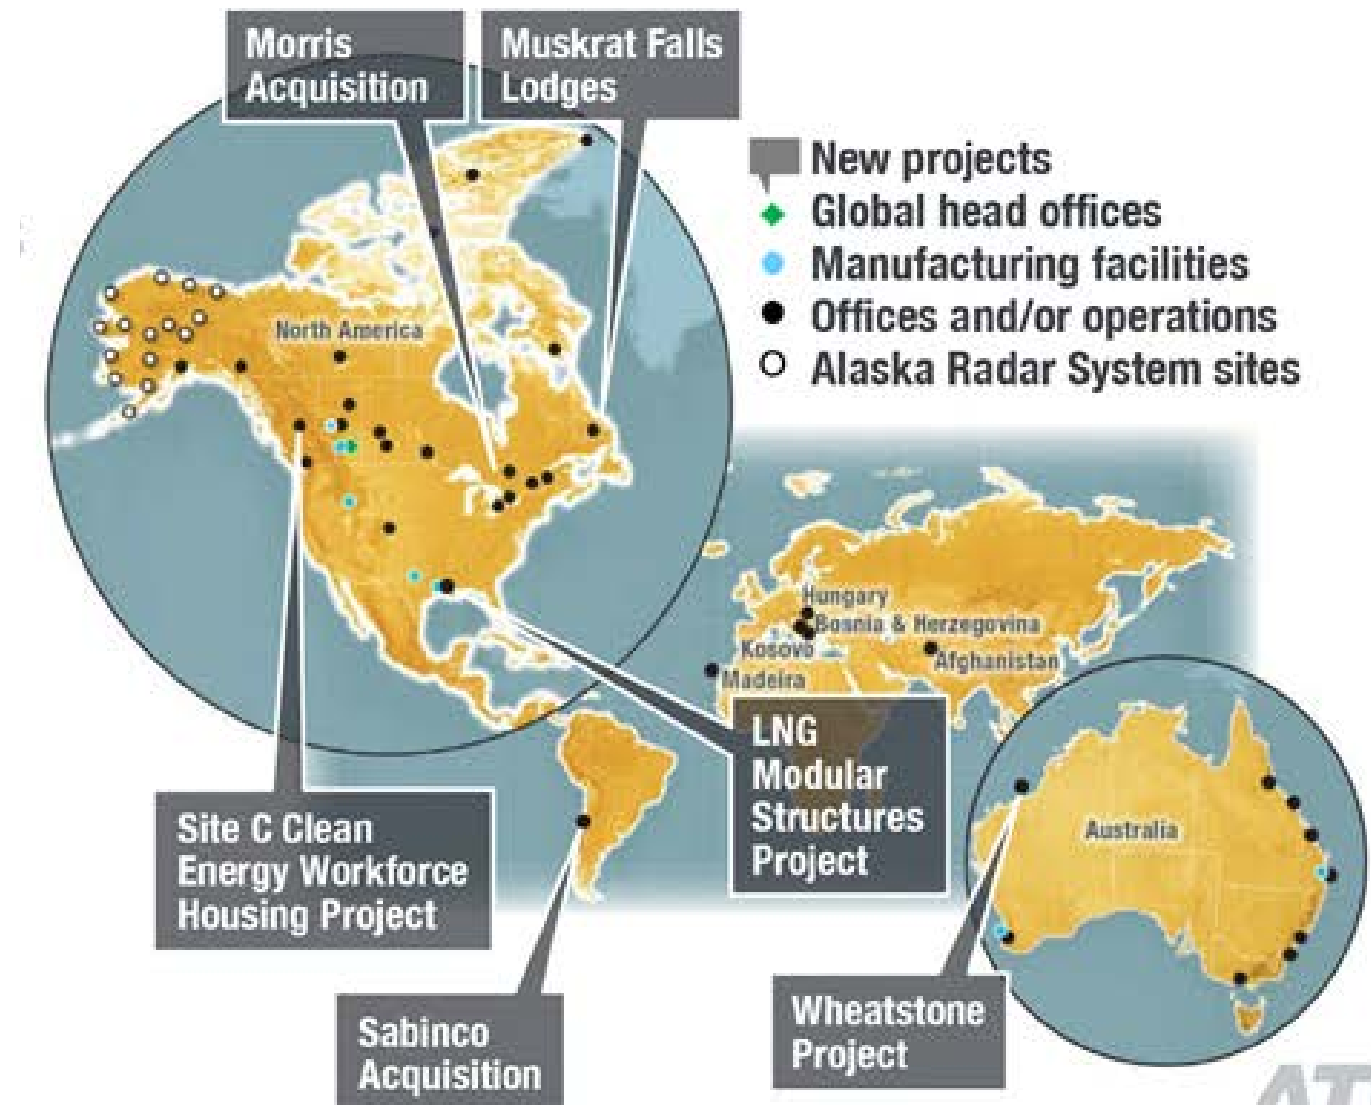 Morris
Acquisition
Muskrat Falls
Lodges
New projects
Global head offices
Manufacturing facilities
Offices and/or operations
Alaska Radar System sites
North America
Hungary
Bosnia & Herzegovina
Kosovo
Afghanistan
Madeira
LNG
Modular
Structures
Project
Australia
Site C Clean
Energy Workforce
Housing Project
Sabinco
Acquisition
Wheatstone
Project